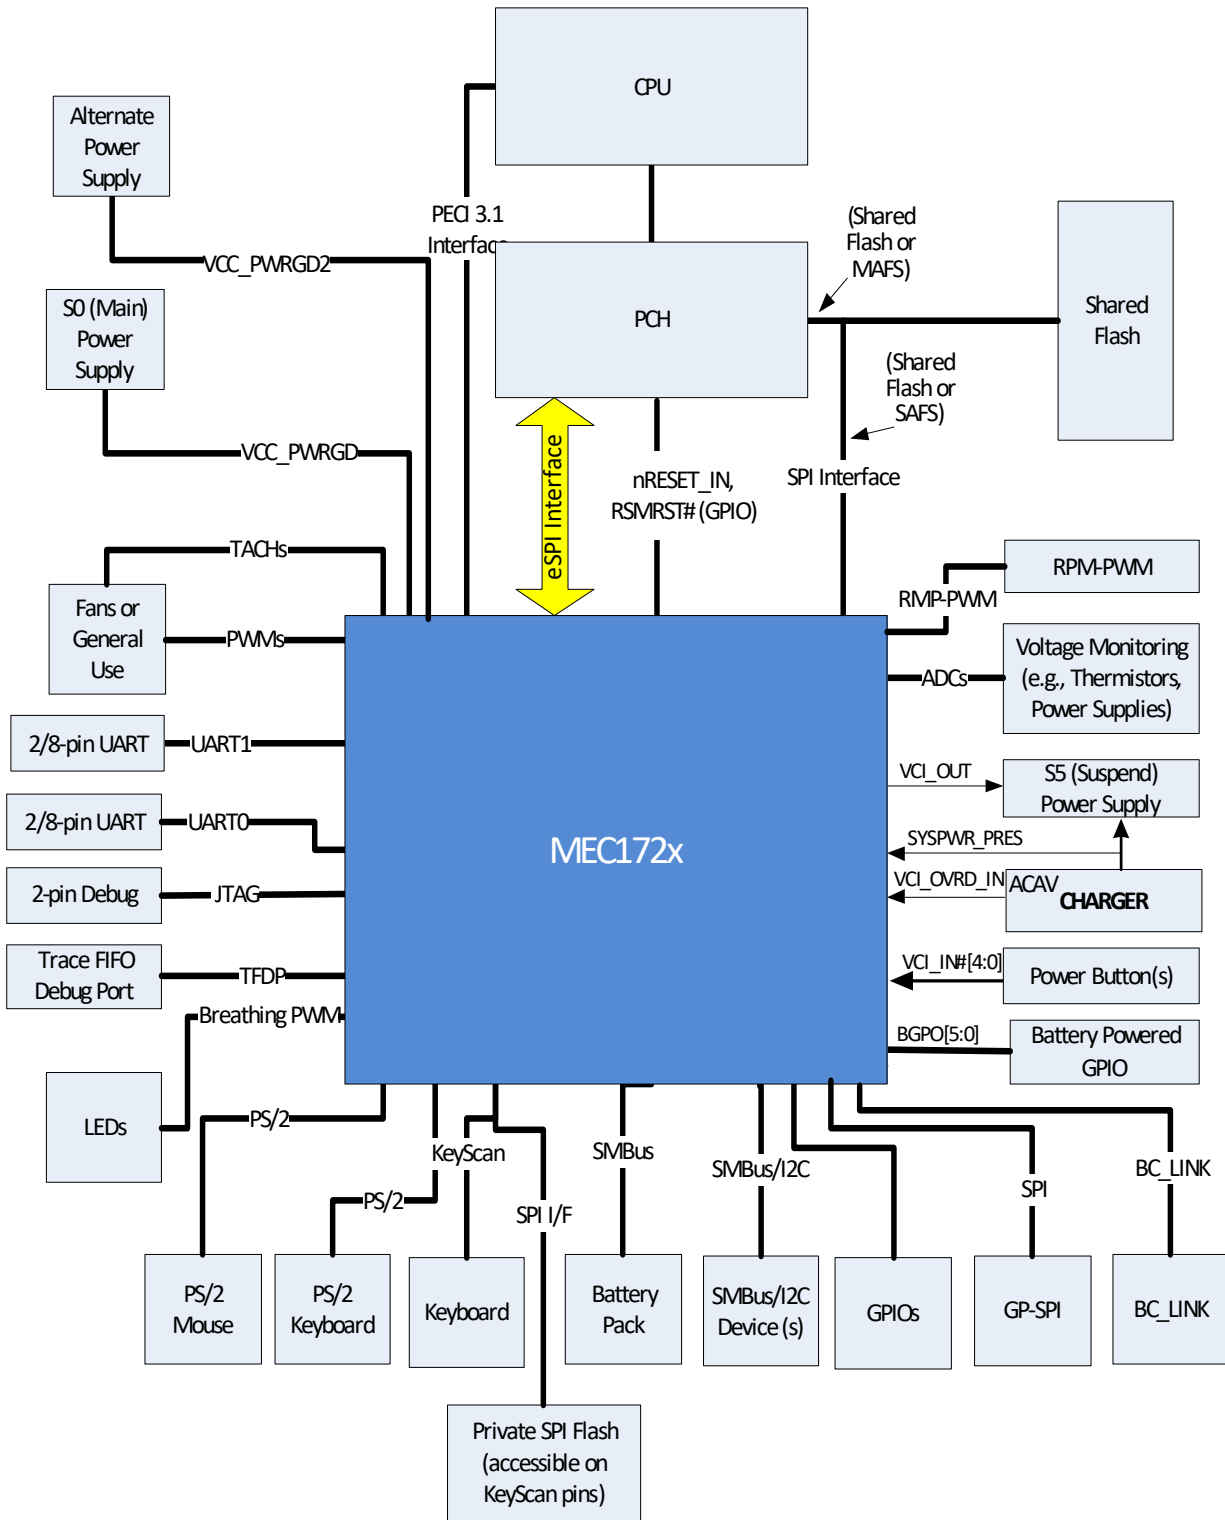 CPU
Alternate
Power
Supply
PECI 3.1
Interface
(Shared
Flash or
MAFS)
VCC_PWRGD2
S0 (Main)
Power
Supply
PCH
Shared
Flash
(Shared
Flash or
SAFS)
VCC_PWRGD
eSPI Interface
nRESET_IN,
RSMRST# (GPIO)
SPI Interface
TACHs
RPM-PWM
RMP-PWM
Fans or
General
Use
PWMs
Voltage Monitoring
(e.g., Thermistors,
Power Supplies)
ADCs
2/8-pin UART
UART1
VCI_OUT
S5 (Suspend)
Power Supply
2/8-pin UART
UART0
MEC172x
SYSPWR_PRES
2-pin Debug
JTAG
VCI_OVRD_IN
ACAV
CHARGER
Trace FIFO
Debug Port
TFDP
VCI_IN#[4:0]
Power Button(s)
Breathing PWM
BGPO[5:0]
Battery Powered
GPIO
LEDs
PS/2
KeyScan
SMBus
SMBus/I2C
BC_LINK
SPI
PS/2
SPI I/F
PS/2
Mouse
PS/2
Keyboard
Keyboard
Battery
Pack
SMBus/I2C
Device (s)
GPIOs
GP-SPI
BC_LINK
Private SPI Flash
(accessible on
KeyScan pins)